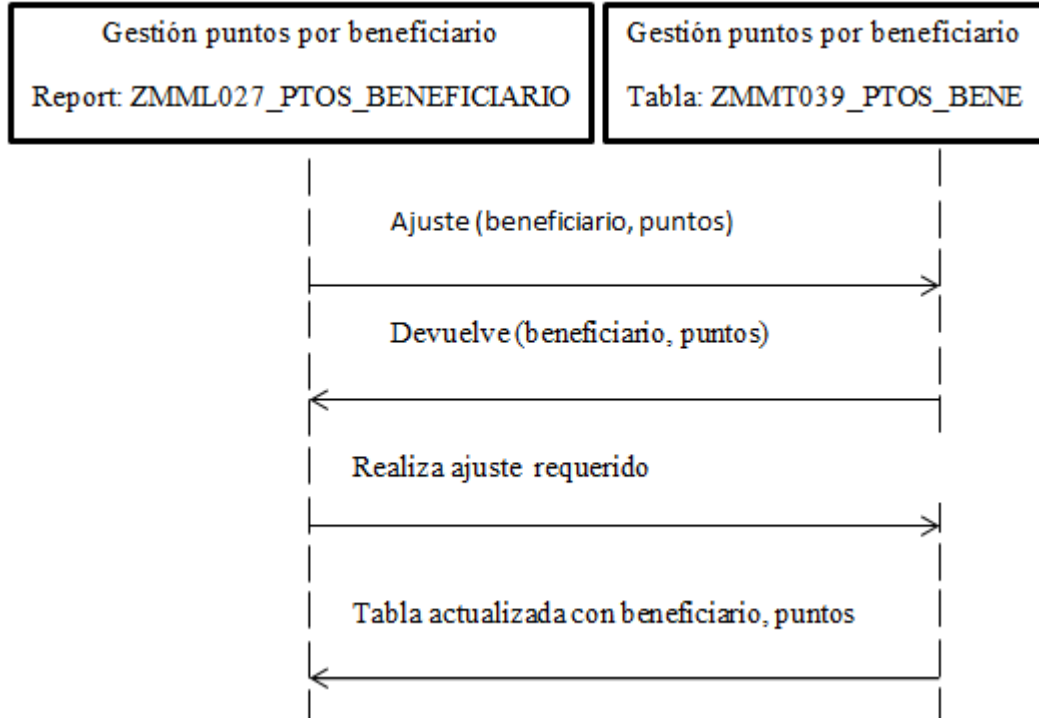 Gestión puntos por beneficiario
Report: ZMML027_PTOS_BENEFICIARIO
Gestión puntos por beneficiario
Tabla: ZMMT039_PTOS_BENE
Ajuste (beneficiario, puntos)
Devuelve (beneficiario, puntos)
Realiza ajuste requerido
Tabla actualizada con beneficiario, puntos